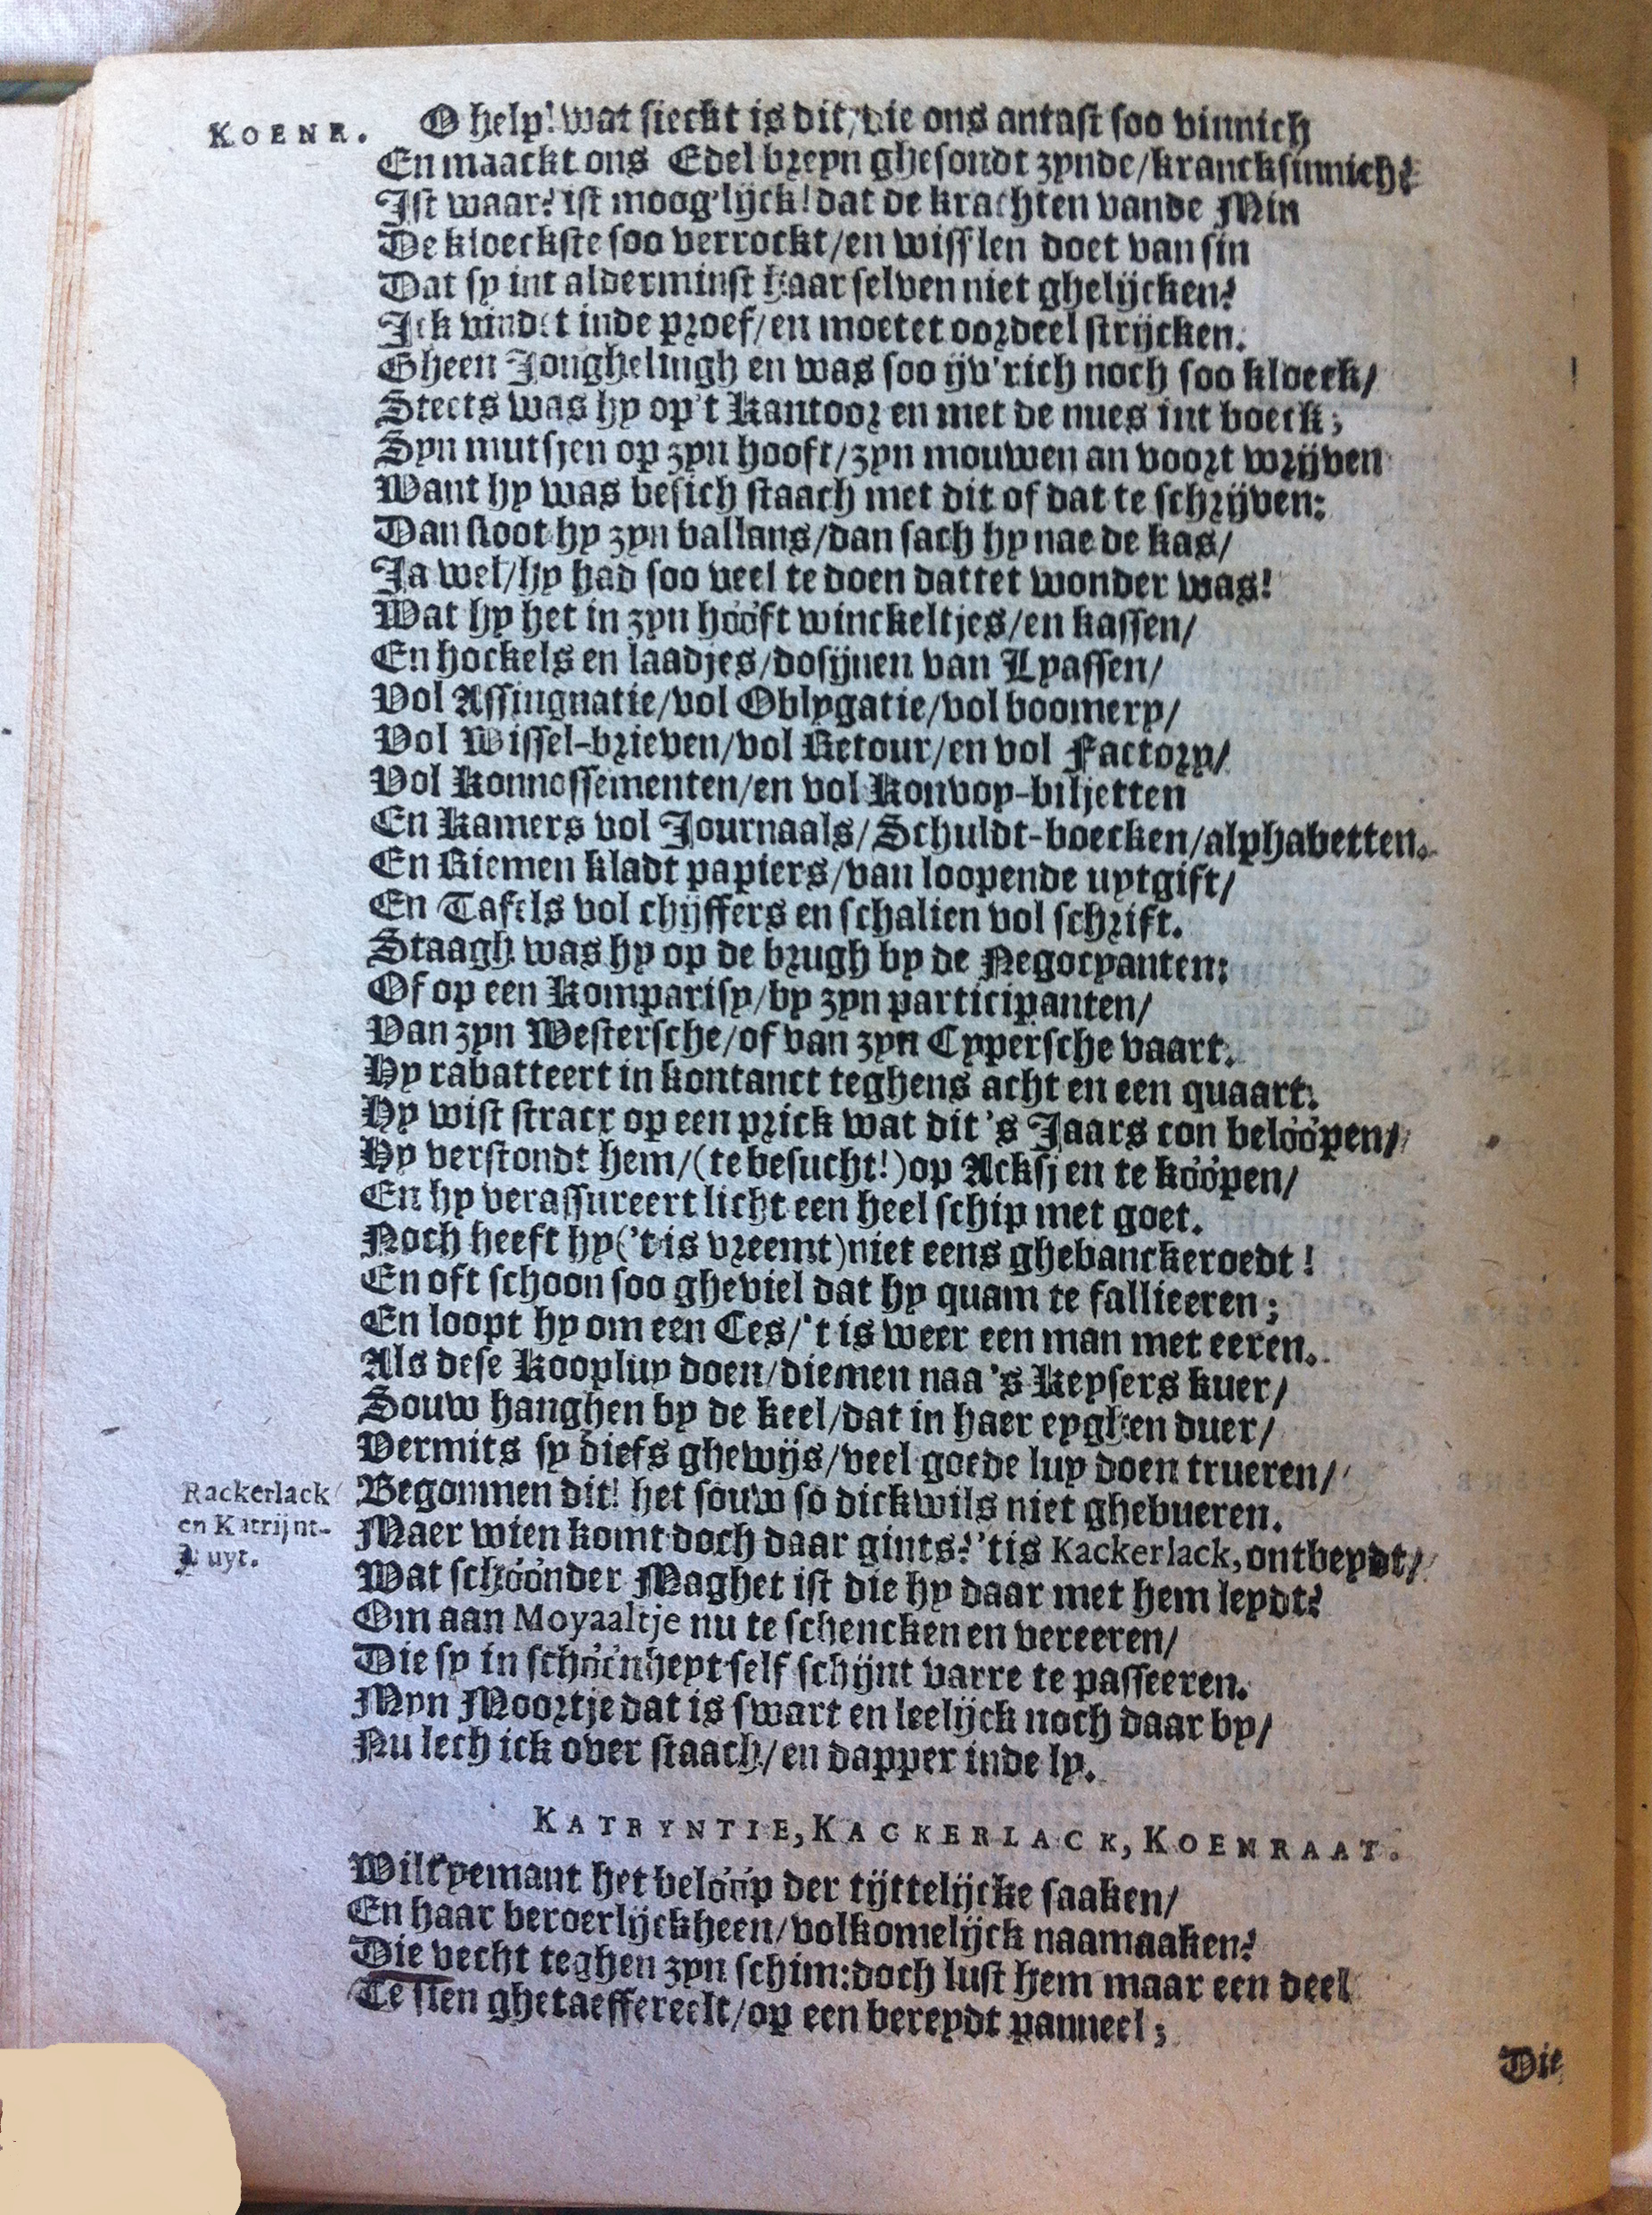 KOENR. O help! wat sieckt is dit/die ons antast soo vinnich
En maackt ons Edel breyn ghesondt zynde/krancksinnich?
Ist waar? ist moog'lijck! dat de krachten vande Min
De kloeckste soo verrockt/en wiss'len doet van sin
Dat sy int alderminst haar selven niet ghelijcken?
Ick vindet inde proef/en moetet oordeel strijcken.
Gheen Jonghelingh en was soo ijv'rich noch soo kloeck/
Steets was hy op't Kantoor en met de nues int boeck;
Syn mutsjen op zyn hooft/zyn mouwen an voort wrijven
Want hy was besich staach met dit of dat te schrijven:
Dan sloot hy zyn ballans/dan sach hy nae de kas/
Ja wel/hy had soo veel te doen dattet wonder was!
Wat hy het in zyn hóóft winckeltjes/en kassen/
En hockels en laadjes/dosijnen van Lyassen/
Vol Assingnatie/vol Oblygatie/vol boomery/
Vol Wissel-brieven/vol Retour/en vol Factory/
Vol Konnossementen/en vol Konvoy-biljetten
En Kamers vol Journaals/Schuldt-boecken/alphabetten.
En Riemen kladt papiers/van loopende uytgift/
En Tafels vol chijffers en schalien vol schrift.
Staagh was hy op de brugh by de Negocyanten:
Of op een Komparisy/by zyn participanten/
Van zyn Westersche/of van zyn Cypersche vaart.
Hy rabatteert in kontanct teghens acht en een quaart.
Hy wist stracx op een prick wat dit 's Jaars con belóópen/
Hy verstondt hem/(te besucht!)op Acksjen te kóópen/
En hy verassureert licht een heel schip met goet.
Noch heeft hy('t is vreemt)niet eens ghebanckeroedt!
En oft schoon soo gheviel dat hy quam te fallieeren;
En loopt hy om een Ces/'t is weer een man met eeren.
Als dese Koopluy doen/diemen naa 's Keysers kuer/
Souw hanghen by de keel/dat in haer eyghen duer/
Vermits sy diefs ghewijs/veel goede luy doen trueren/
Begonnen dit! het souw so dickwils niet ghebueren.
Rackerlack
en Katrijnt-
uyt.
Maer wien komt doch daar gints? 'tis Kackerlack, ontbeydt/
Wat schóónder Maghet ist die hy daar met hem leydt?
Om aan Moyaaltje nu te schencken en vereeren/
Die sy in schóónheyt self schijnt varre te passeeren.
Myn Moortje dat is swart en leelijck noch daar by/
Nu lech ick over staach/en dapper inde ly.
KATRYNTIE, KACKERLACK, KOENRAAT.
Wilt yemant het belóóp der tijttelijcke saaken/
En haar beroerlijckheen/volkomelijck naamaaken?
Die vecht teghen zyn schim: doch lust hem maar een deel
Te sien ghetaeffereelt/op een bereydt panneel;
Die